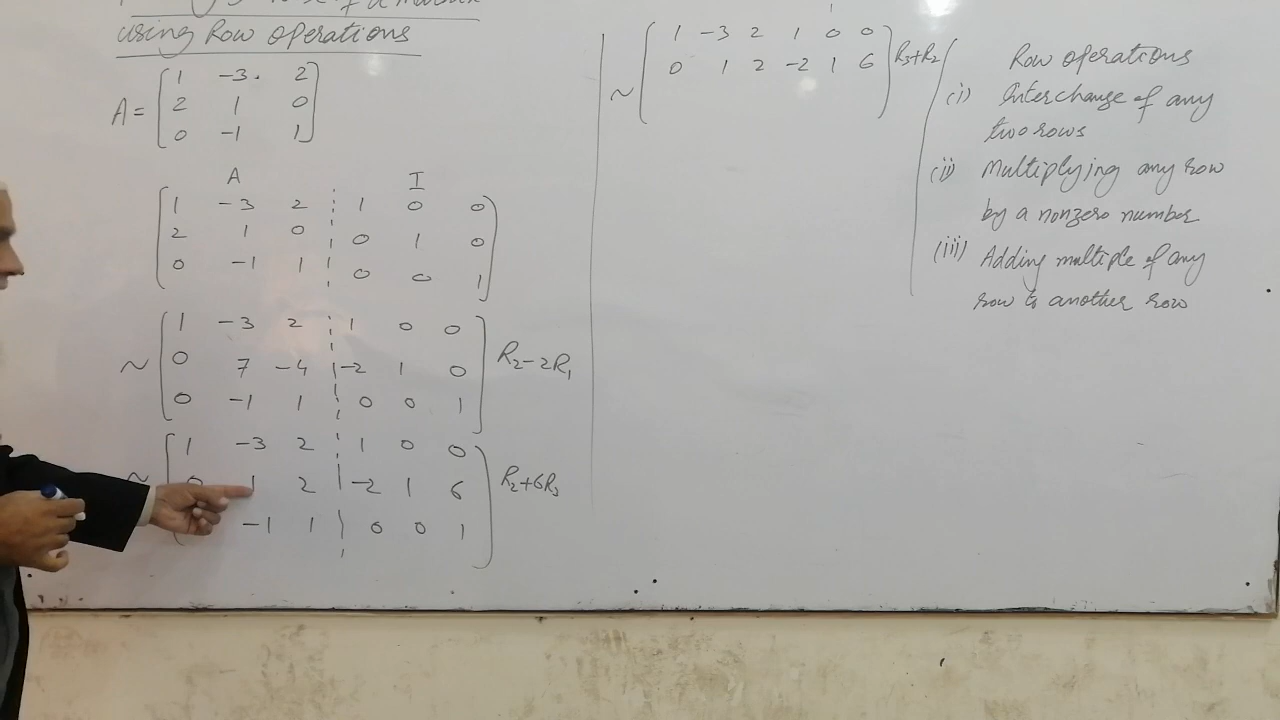 using Row operations
A = [ 1 -3 2
2 1 0
0 -1 1 ]
A I
[ 1 -3 2 1 0 0
2 1 0 0 1 0
0 -1 1 0 0 1 ]
~ [ 1 -3 2 1 0 0
0 7 -4 -2 1 0 R2-2R1
0 -1 1 0 0 1 ]
~ [ 1 -3 2 1 0 0
0 1 2 -2 1 6 R2+6R3
-1 1 0 0 1 ]
~ [ 1 -3 2 1 0 0
0 1 2 -2 1 6 ] R3+R2
Row operations
(i) Interchange of any
two rows
(ii) Multiplying any row
by a nonzero number
(iii) Adding multiple of any
row to another row